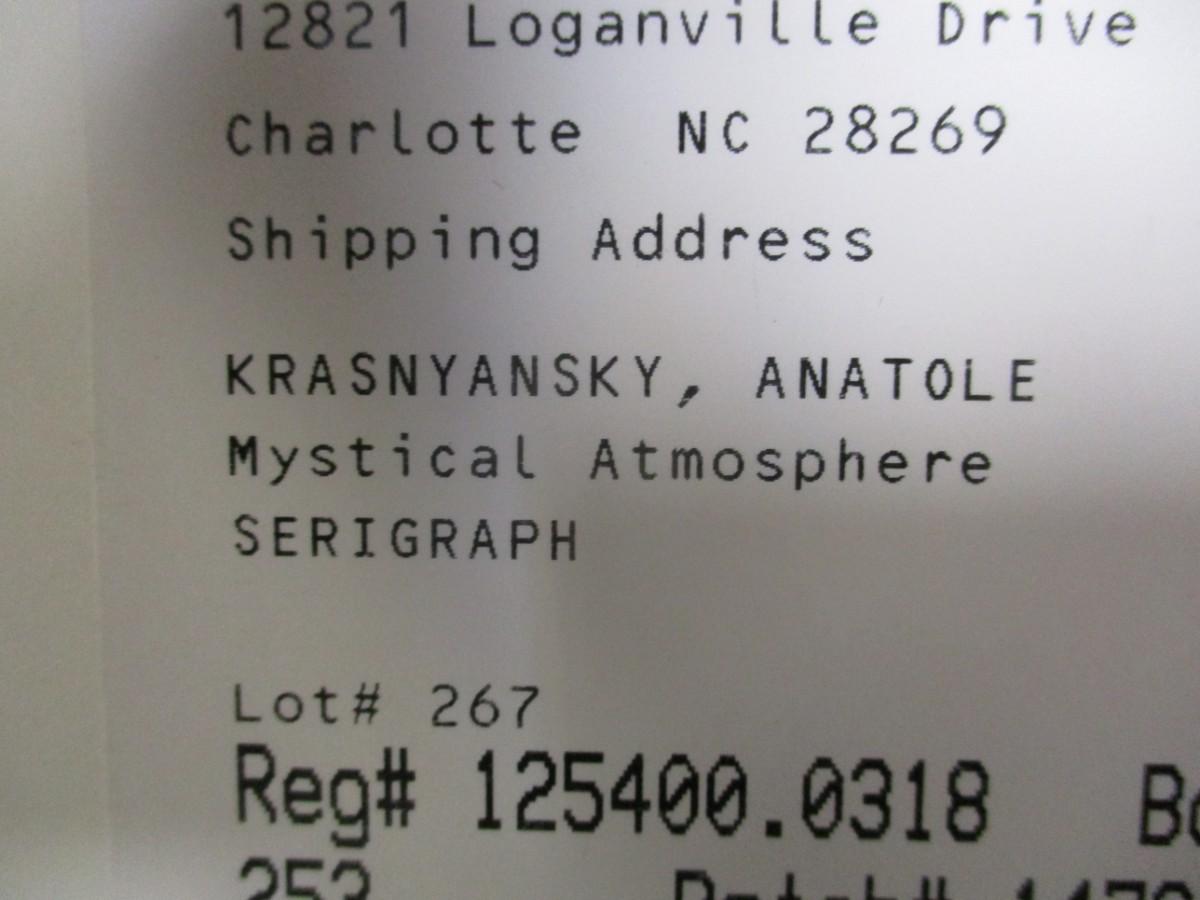 12821 Loganville Drive
Charlotte  NC 28269
Shipping Address
KRASNYANSKY, ANATOLE
Mystical Atmosphere
SERIGRAPH
Lot# 267
Reg# 125400.0318